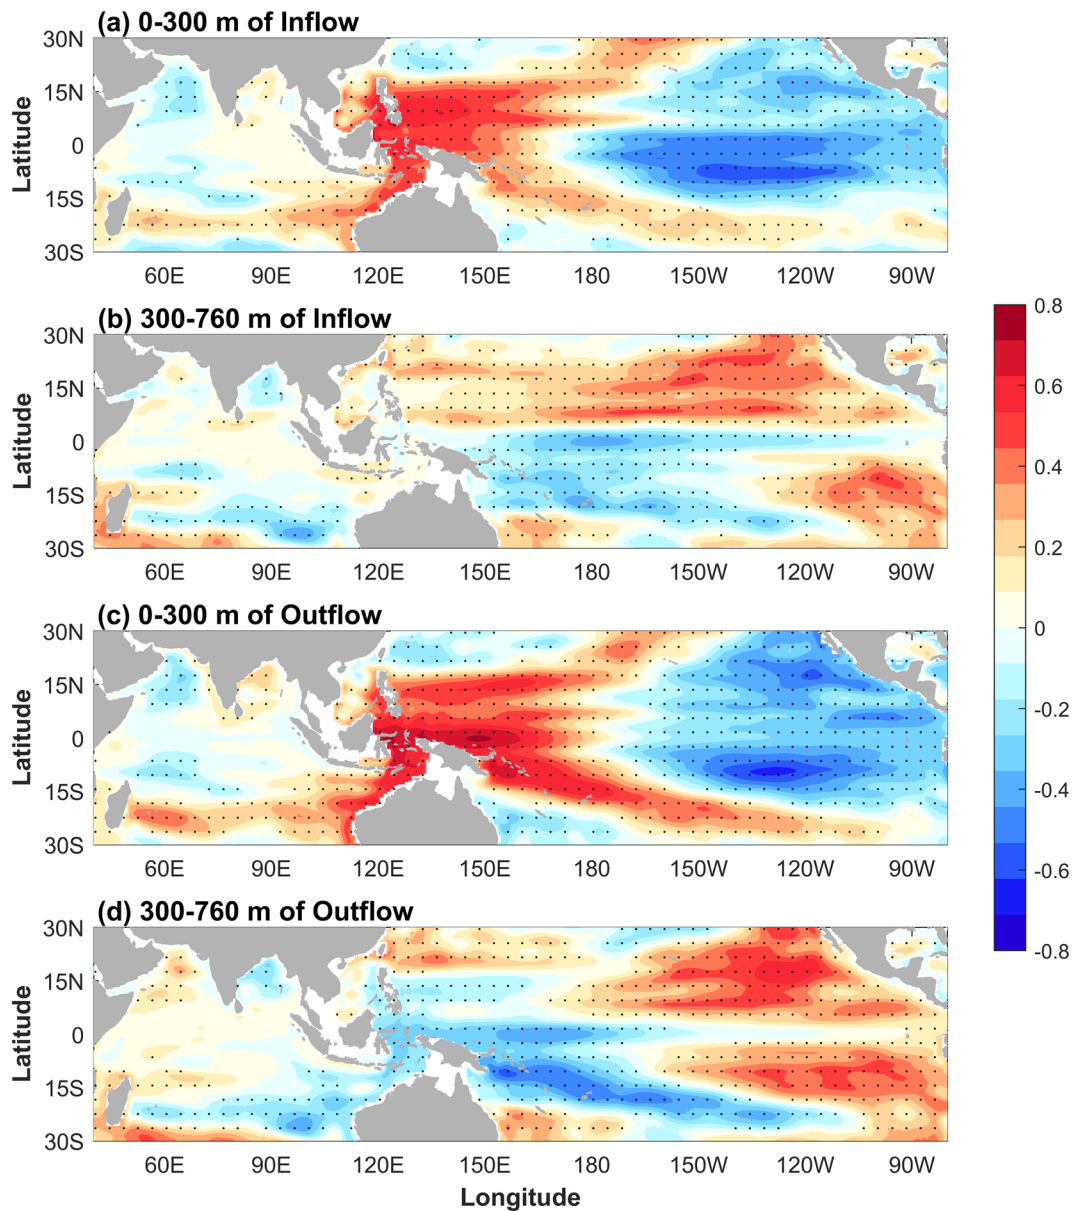 (a) 0-300 m of Inflow
30N
15N
0
15S
30S
Latitude
60E 90E 120E 150E 180 150W 120W 90W
(b) 300-760 m of Inflow
30N
15N
0
15S
30S
Latitude
60E 90E 120E 150E 180 150W 120W 90W
(c) 0-300 m of Outflow
30N
15N
0
15S
30S
Latitude
60E 90E 120E 150E 180 150W 120W 90W
(d) 300-760 m of Outflow
30N
15N
0
15S
30S
Latitude
60E 90E 120E 150E 180 150W 120W 90W
Longitude
0.8
0.6
0.4
0.2
0
-0.2
-0.4
-0.6
-0.8